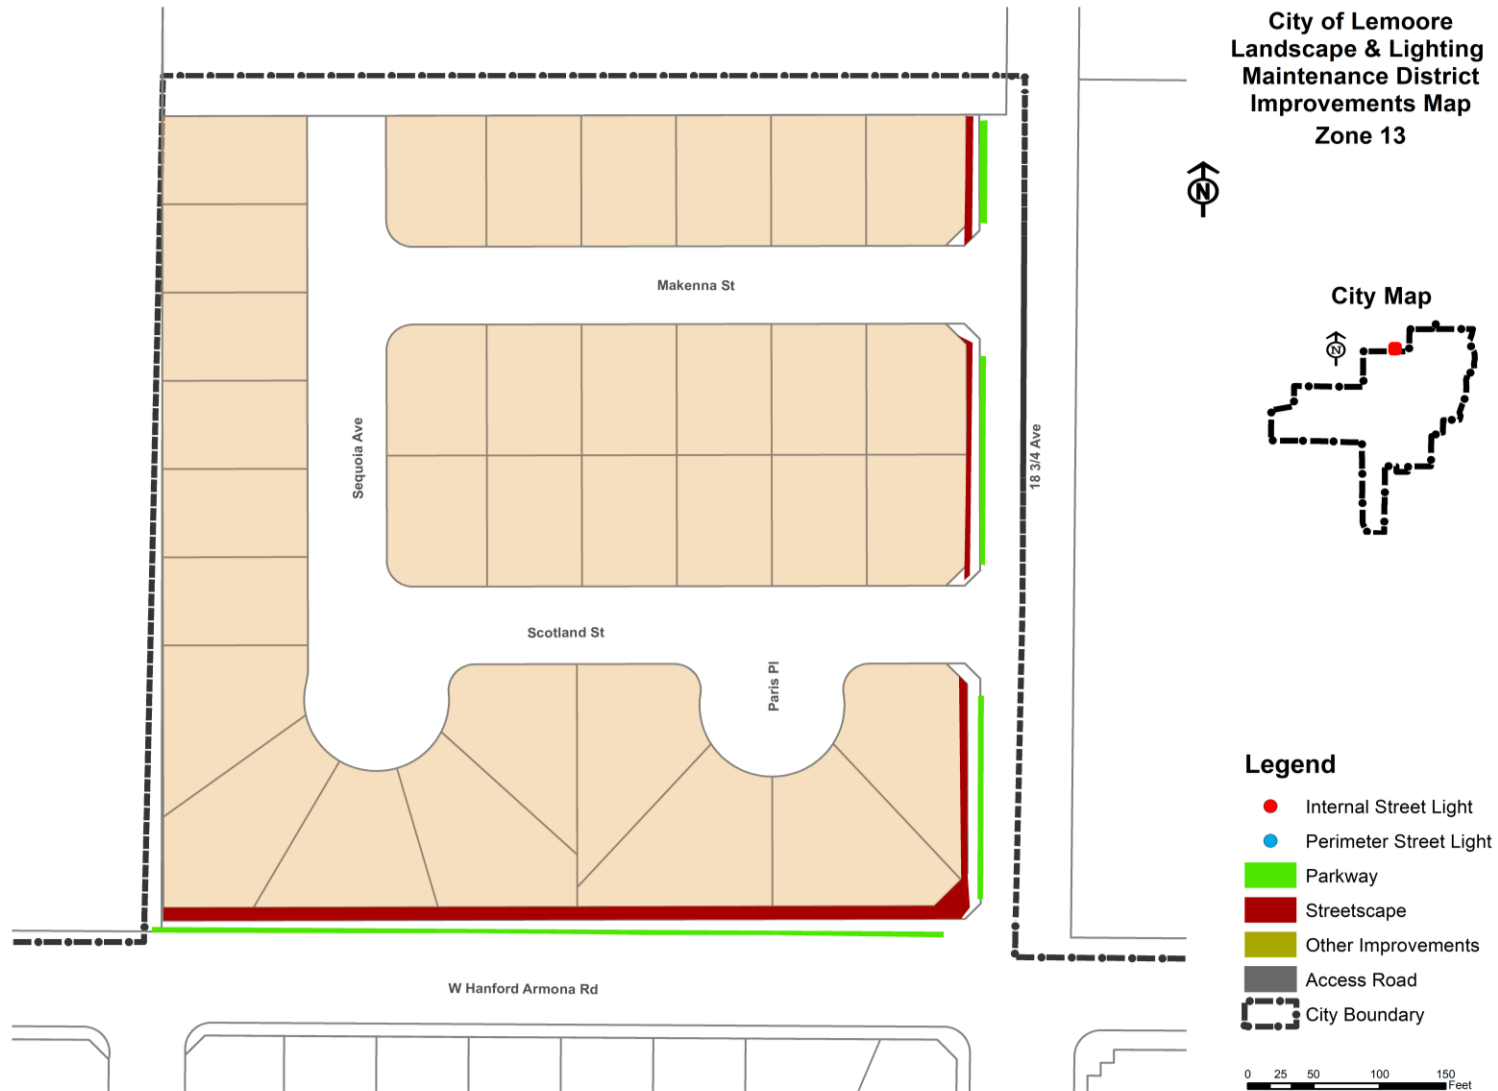 City of Lemoore
Landscape & Lighting
Maintenance District
Improvements Map
Zone 13
N
City Map
N
Makenna St
Sequoia Ave
18 3/4 Ave
Scotland St
Paris Pl
W Hanford Armona Rd
Legend
Internal Street Light
Perimeter Street Light
Parkway
Streetscape
Other Improvements
Access Road
City Boundary
0 25 50 100 150
Feet